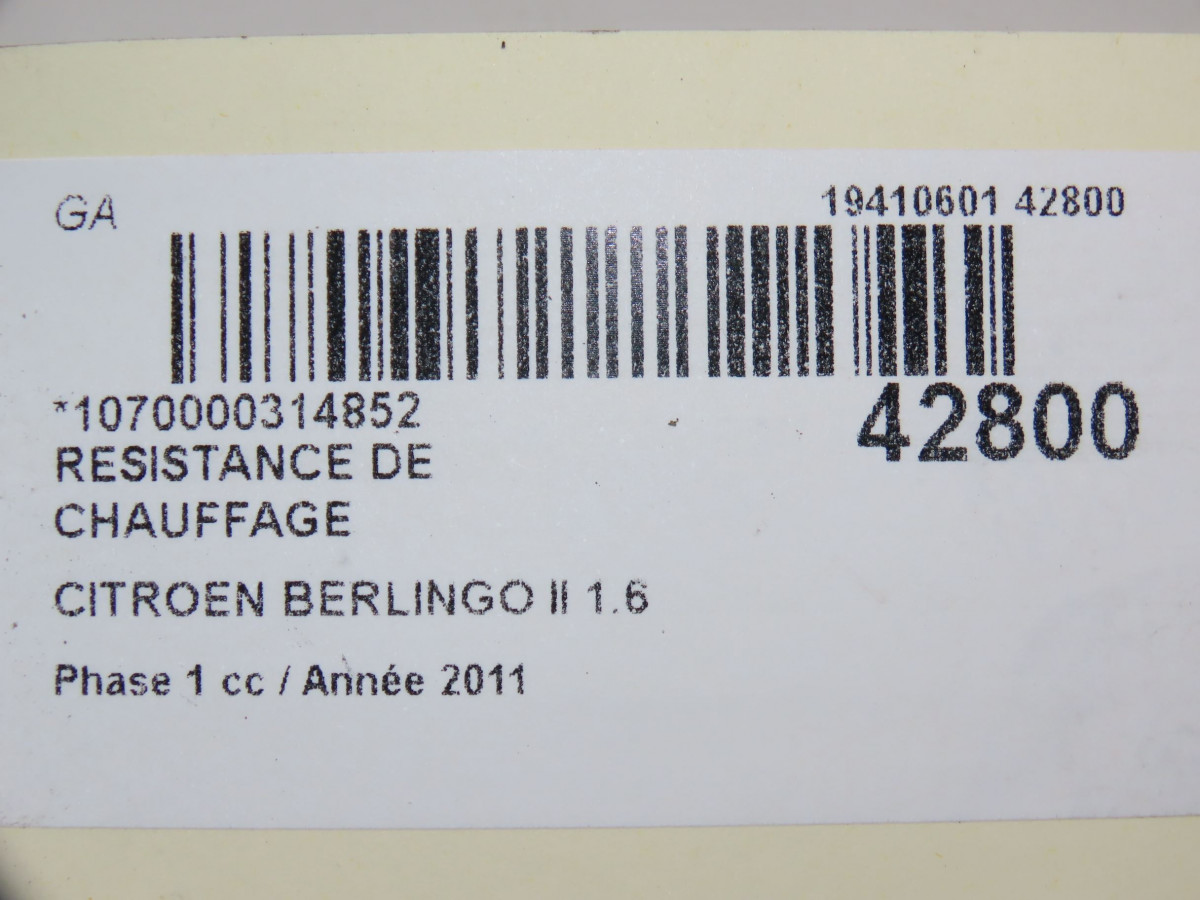 GA
19410601 42800
*1070000314852
42800
RESISTANCE DE
CHAUFFAGE
CITROEN BERLINGO II 1.6
Phase 1 cc / Année 2011